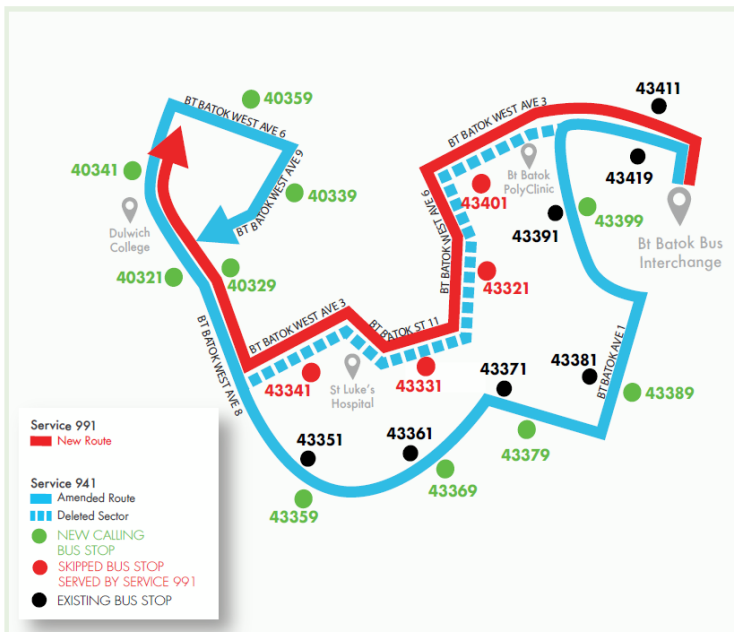 43411
40359
BT BATOK WEST AVE 3
BT BATOK WEST AVE 6
40341
BT BATOK WEST AVE 9
Bt Batok
PolyClinic
43419
40339
43401
43399
Dulwich
College
BT BATOK WEST AVE 6
43391
Bt Batok Bus
Interchange
40321
40329
43321
BT BATOK WEST AVE 3
BT BATOK ST 11
BT BATOK AVE 1
BT BATOK WEST AVE 8
43341
St Luke's
Hospital
43331
43371
43381
43389
43351
43361
43379
43369
43359
Service 991
New Route
Service 941
Amended Route
Deleted Sector
NEW CALLING
BUS STOP
SKIPPED BUS STOP
SERVED BY SERVICE 991
EXISTING BUS STOP